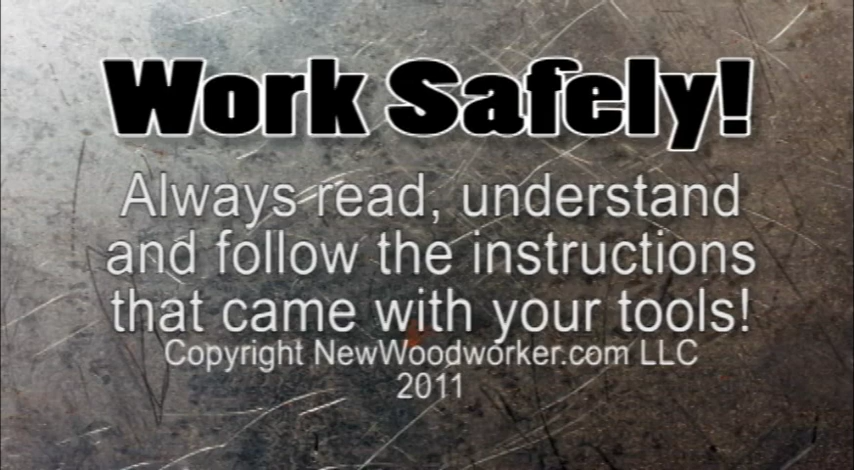 Work Safely!
Always read, understand
and follow the instructions
that came with your tools!
Copyright NewWoodworker.com LLC
2011